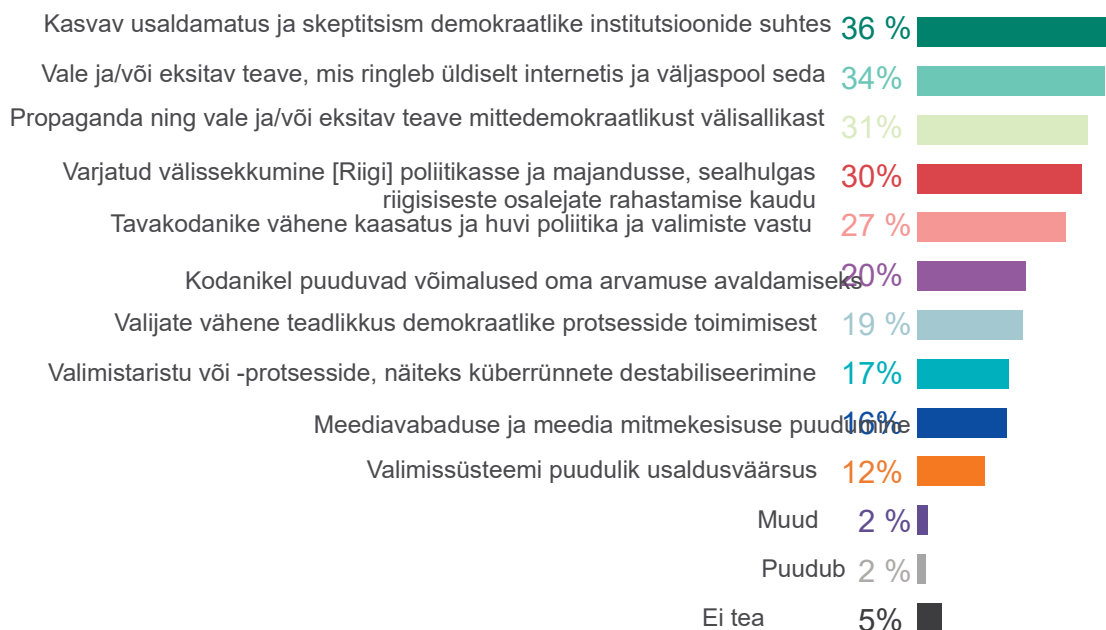 Kasvav usaldamatus ja skeptitsism demokraatlike institutsioonide suhtes 36 %
Vale ja/või eksitav teave, mis ringleb üldiselt internetis ja väljaspool seda 34%
Propaganda ning vale ja/või eksitav teave mittedemokraatlikust välisallikast 31%
Varjatud välissekkumine [Riigi] poliitikasse ja majandusse, sealhulgas 30%
riigisiseste osalejate rahastamise kaudu
Tavakodanike vähene kaasatus ja huvi poliitika ja valimiste vastu 27 %
Kodanikel puuduvad võimalused oma arvamuse avaldamiseks 20%
Valijate vähene teadlikkus demokraatlike protsesside toimimisest 19 %
Valimistaristu või -protsesside, näiteks küberrünnete destabiliseerimine 17%
Meediavabaduse ja meedia mitmekesisuse puudumine 16%
Valimissüsteemi puudulik usaldusväärsus 12%
Muud 2 %
Puudub 2 %
Ei tea 5%